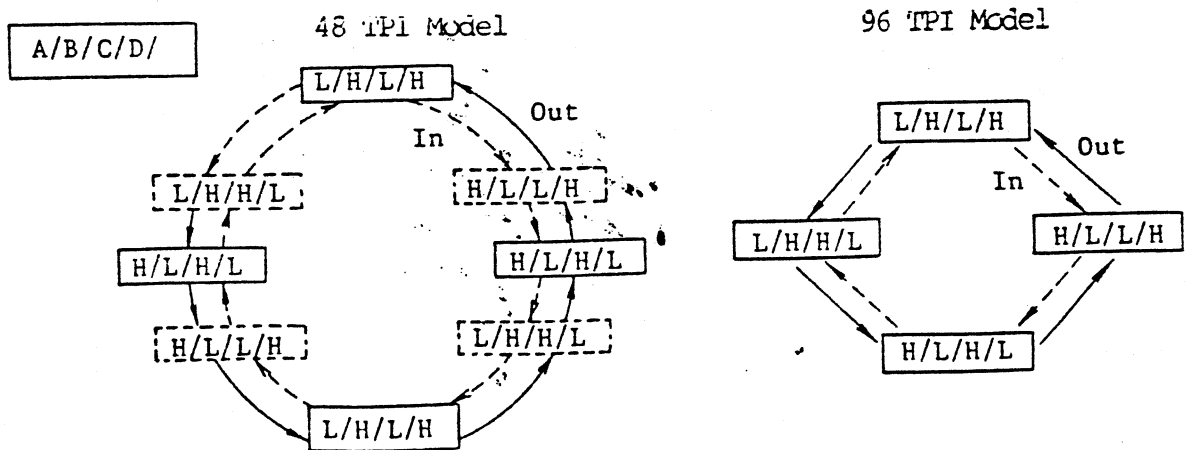 A/B/C/D/
48 TPI Model
L/H/L/H
Out
In
L/H/H/L
H/L/L/H
H/L/H/L
H/L/H/L
H/L/L/H
L/H/H/L
L/H/L/H
96 TPI Model
L/H/L/H
Out
In
L/H/H/L
H/L/L/H
H/L/H/L